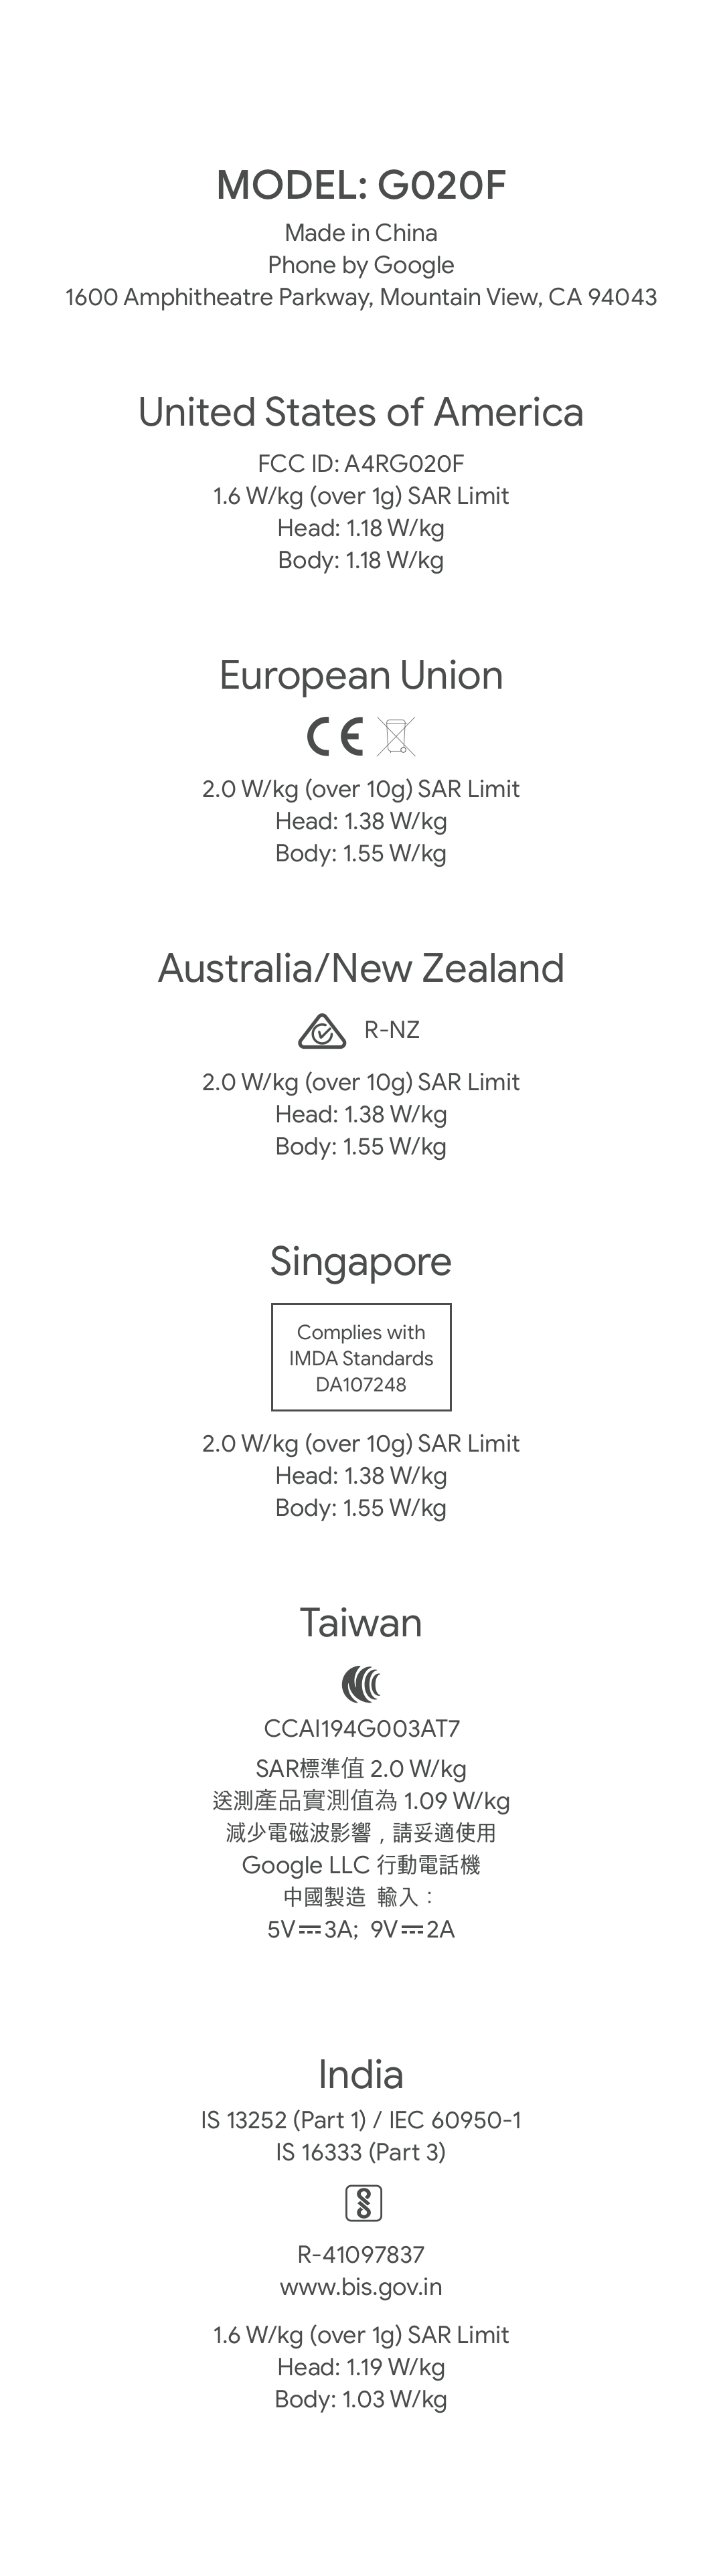 MODEL: G020F
Made in China
Phone by Google
1600 Amphitheatre Parkway, Mountain View, CA 94043
United States of America
FCC ID: A4RG020F
1.6 W/kg (over 1g) SAR Limit
Head: 1.18 W/kg
Body: 1.18 W/kg
European Union
CE
2.0 W/kg (over 10g) SAR Limit
Head: 1.38 W/kg
Body: 1.55 W/kg
Australia/New Zealand
R-NZ
2.0 W/kg (over 10g) SAR Limit
Head: 1.38 W/kg
Body: 1.55 W/kg
Singapore
Complies with
IMDA Standards
DA107248
2.0 W/kg (over 10g) SAR Limit
Head: 1.38 W/kg
Body: 1.55 W/kg
Taiwan
CCAI194G003AT7
SAR標準值 2.0 W/kg
送測產品實測值為 1.09 W/kg
減少電磁波影響，請妥適使用
Google LLC 行動電話機
中國製造 輸入：
5V⎓3A; 9V⎓2A
India
IS 13252 (Part 1) / IEC 60950-1
IS 16333 (Part 3)
R-41097837
www.bis.gov.in
1.6 W/kg (over 1g) SAR Limit
Head: 1.19 W/kg
Body: 1.03 W/kg